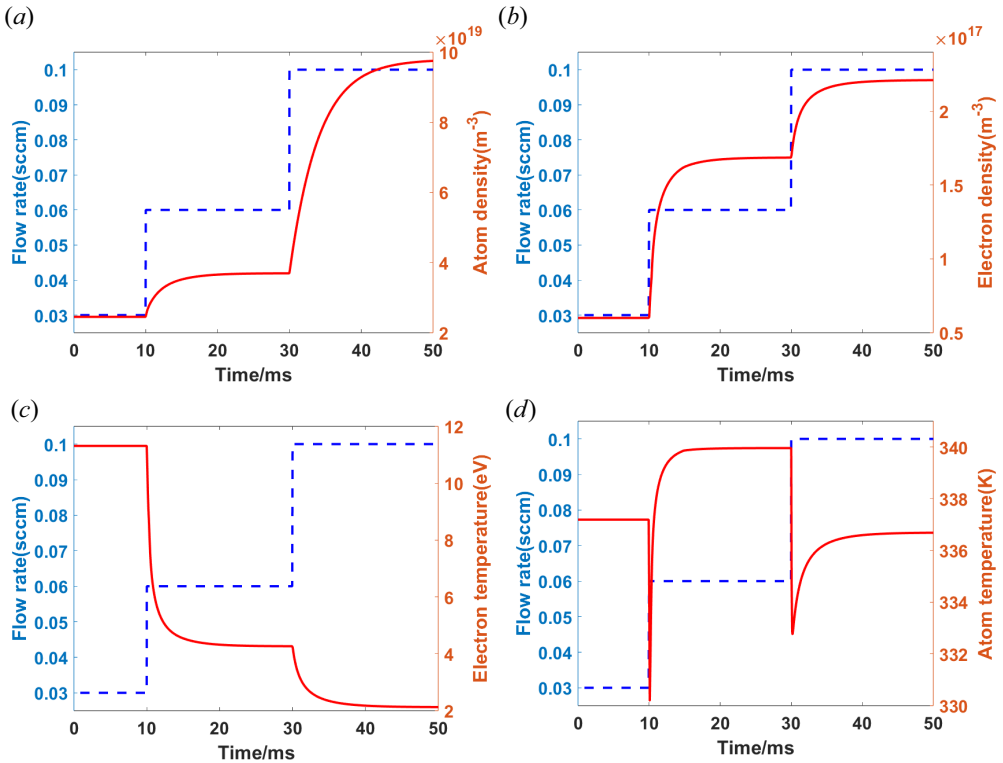 (a)
×10^19
Flow rate(sccm)
0.1
0.09
0.08
0.07
0.06
0.05
0.04
0.03
10
8
6
4
2
Atom density(m^-3)
0 10 20 30 40 50
Time/ms
(b)
×10^17
Flow rate(sccm)
0.1
0.09
0.08
0.07
0.06
0.05
0.04
0.03
2
1.5
1
0.5
Electron density(m^-3)
0 10 20 30 40 50
Time/ms
(c)
Flow rate(sccm)
0.1
0.09
0.08
0.07
0.06
0.05
0.04
0.03
12
10
8
6
4
2
Electron temperature(eV)
0 10 20 30 40 50
Time/ms
(d)
Flow rate(sccm)
0.1
0.09
0.08
0.07
0.06
0.05
0.04
0.03
340
339
337
336
334
333
332
330
Atom temperature(K)
0 10 20 30 40 50
Time/ms